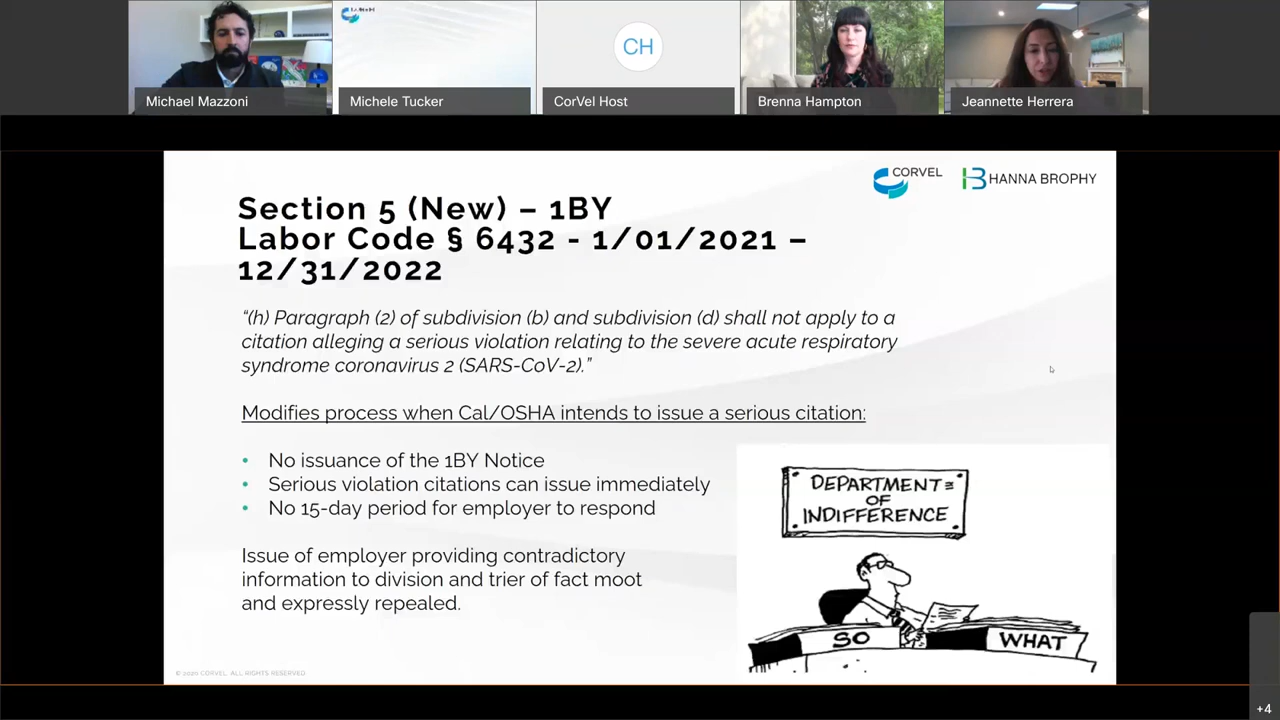 CH
Michael Mazzoni
Michele Tucker
CorVel Host
Brenna Hampton
Jeannette Herrera
CORVEL
HANNA BROPHY
Section 5 (New) – 1BY
Labor Code § 6432 - 1/01/2021 –
12/31/2022
“(h) Paragraph (2) of subdivision (b) and subdivision (d) shall not apply to a
citation alleging a serious violation relating to the severe acute respiratory
syndrome coronavirus 2 (SARS-CoV-2).”
Modifies process when Cal/OSHA intends to issue a serious citation:
• No issuance of the 1BY Notice
• Serious violation citations can issue immediately
• No 15-day period for employer to respond
Issue of employer providing contradictory
information to division and trier of fact moot
and expressly repealed.
DEPARTMENT
OF
INDIFFERENCE
SO
WHAT
© 2020 CORVEL. ALL RIGHTS RESERVED.
+4